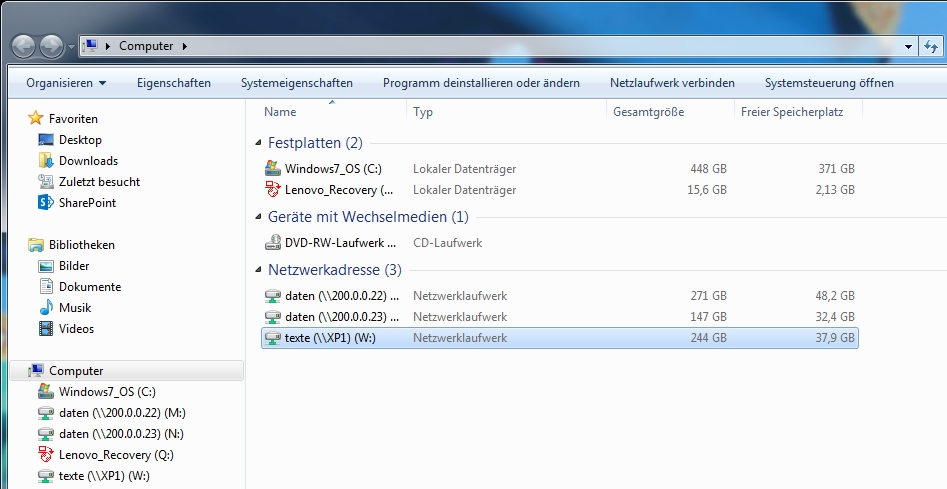 Computer
Organisieren Eigenschaften Systemeigenschaften Programm deinstallieren oder ändern Netzlaufwerk verbinden Systemsteuerung öffnen
Favoriten
Desktop
Downloads
Zuletzt besucht
SharePoint
Bibliotheken
Bilder
Dokumente
Musik
Videos
Computer
Windows7_OS (C:)
daten (\\200.0.0.22) (M:)
daten (\\200.0.0.23) (N:)
Lenovo_Recovery (Q:)
texte (\\XP1) (W:)
Name Typ Gesamtgröße Freier Speicherplatz
Festplatten (2)
Windows7_OS (C:) Lokaler Datenträger 448 GB 371 GB
Lenovo_Recovery (... Lokaler Datenträger 15,6 GB 2,13 GB
Geräte mit Wechselmedien (1)
DVD-RW-Laufwerk ... CD-Laufwerk
Netzwerkadresse (3)
daten (\\200.0.0.22) ... Netzwerklaufwerk 271 GB 48,2 GB
daten (\\200.0.0.23) ... Netzwerklaufwerk 147 GB 32,4 GB
texte (\\XP1) (W:) Netzwerklaufwerk 244 GB 37,9 GB